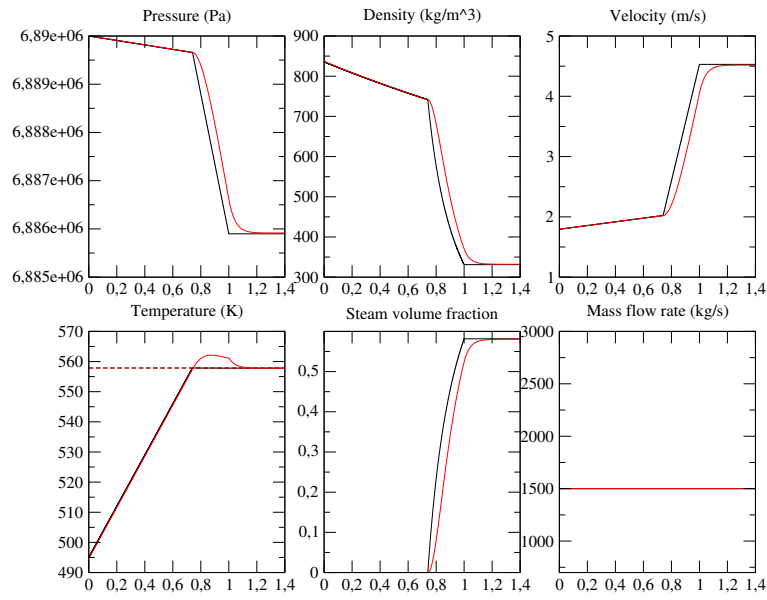 Pressure (Pa)
6,89e+06
6,889e+06
6,888e+06
6,887e+06
6,886e+06
6,885e+06
0 0,2 0,4 0,6 0,8 1 1,2 1,4
Density (kg/m^3)
900
800
700
600
500
400
300
0 0,2 0,4 0,6 0,8 1 1,2 1,4
Velocity (m/s)
5
4
3
2
1
0 0,2 0,4 0,6 0,8 1 1,2 1,4
Temperature (K)
570
560
550
540
530
520
510
500
490
0 0,2 0,4 0,6 0,8 1 1,2 1,4
Steam volume fraction
0,5
0,4
0,3
0,2
0,1
0
0 0,2 0,4 0,6 0,8 1 1,2 1,4
Mass flow rate (kg/s)
3000
2500
2000
1500
1000
0 0,2 0,4 0,6 0,8 1 1,2 1,4